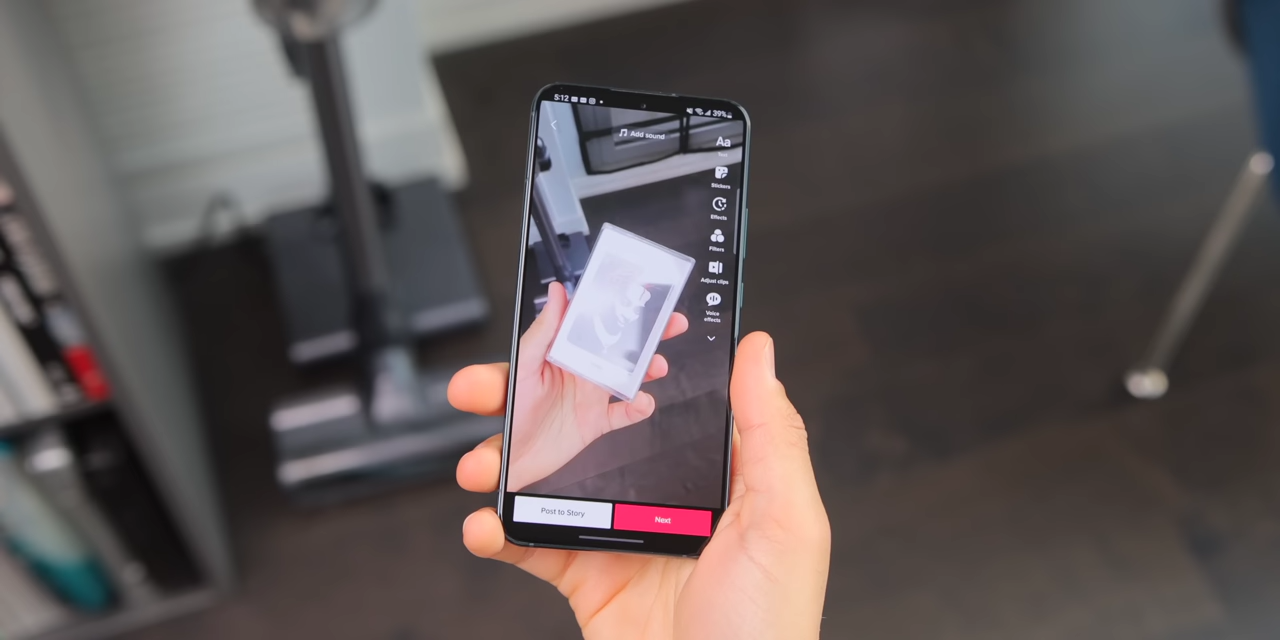 5:12
39%
Add sound
Aa
Stickers
Effects
Filters
Adjust clips
Voice
effects
Post to Story
Next